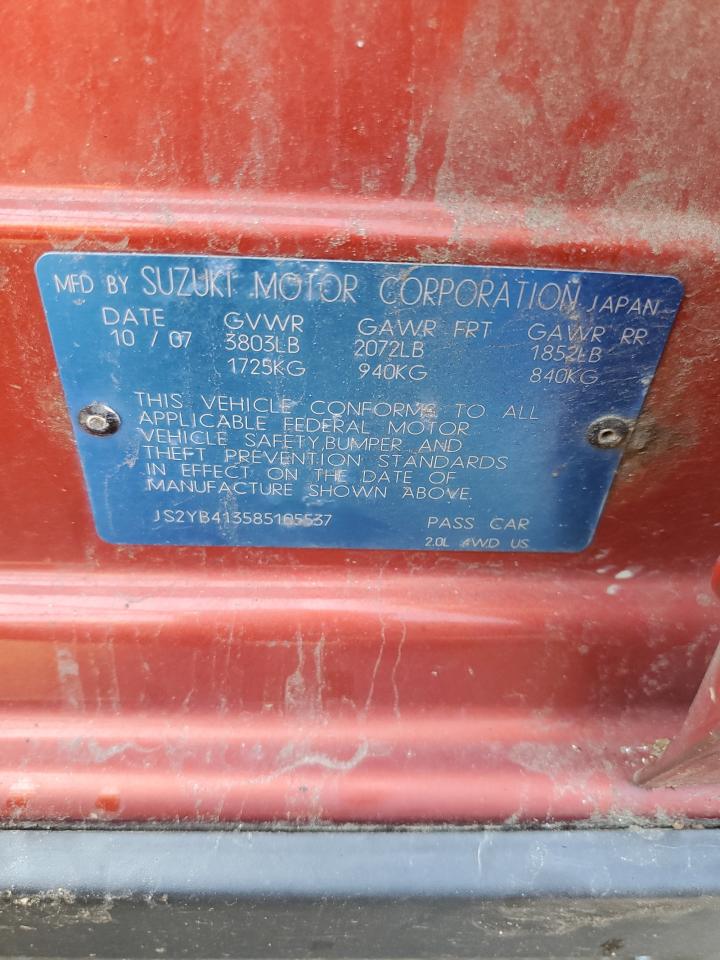 MFD BY SUZUKI MOTOR CORPORATION JAPAN
DATE GVWR GAWR FRT GAWR RR
10 / 07 3803LB 2072LB 1852LB
1725KG 940KG 840KG
THIS VEHICLE CONFORMS TO ALL
APPLICABLE FEDERAL MOTOR
VEHICLE SAFETY,BUMPER AND
THEFT PREVENTION STANDARDS
IN EFFECT ON THE DATE OF
MANUFACTURE SHOWN ABOVE.
JS2YB413585105537 PASS CAR
2.0L 4WD US